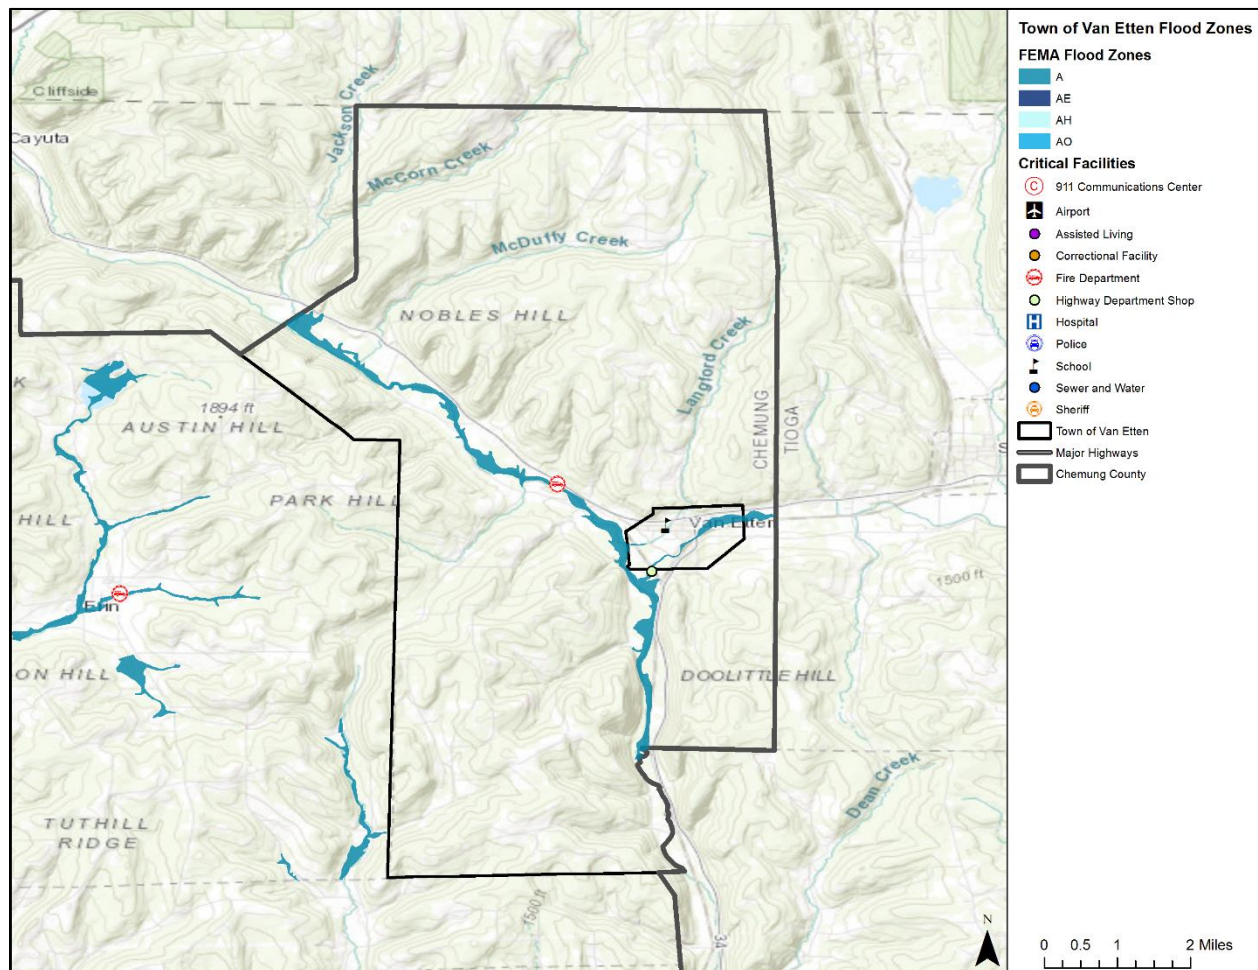 Town of Van Etten Flood Zones
FEMA Flood Zones
A
AE
AH
AO
Critical Facilities
C
911 Communications Center
Airport
Assisted Living
Correctional Facility
Fire Department
Highway Department Shop
H
Hospital
Police
School
Sewer and Water
Sheriff
Town of Van Etten
Major Highways
Chemung County
Cliffside
Cayuta
Jackson Creek
McCorn Creek
McDuffy Creek
NOBLES HILL
Langford Creek
CHEMUNG
TIOGA
K
1894 ft
AUSTIN HILL
S
PARK HILL
HILL
Van Etten
1500 ft
Erin
ON HILL
DOOLITTLE HILL
Dean Creek
TUTHILL
RIDGE
1500 ft
34
N
0 0.5 1 2 Miles